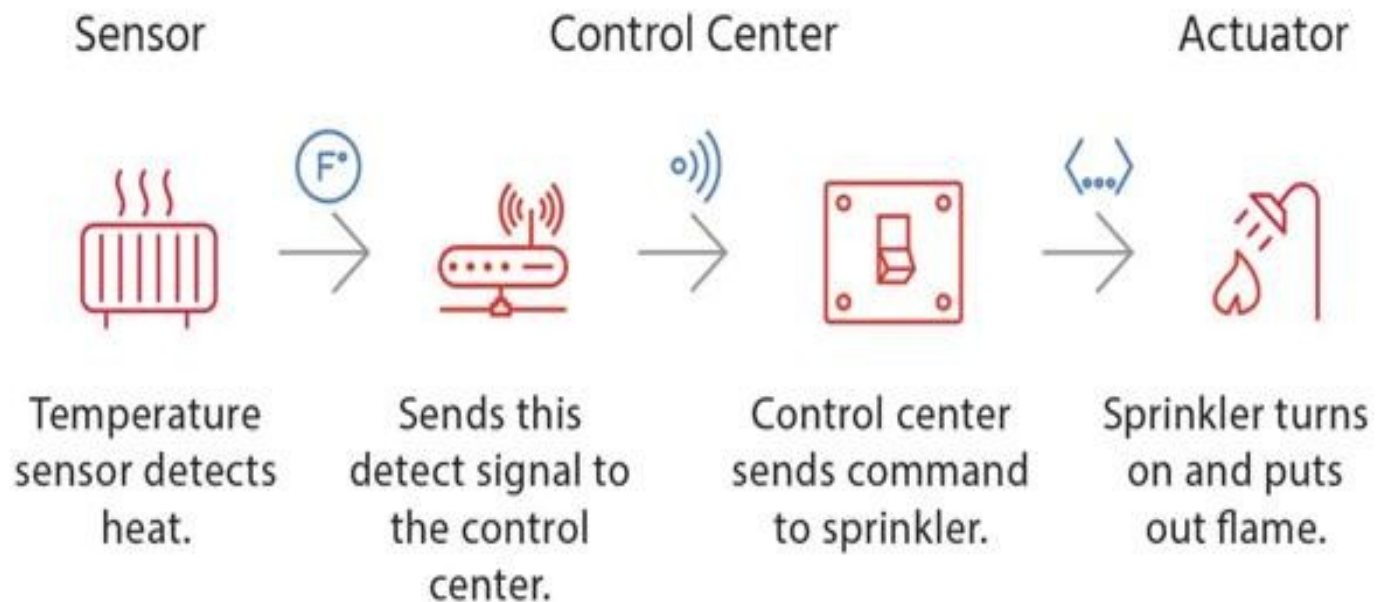 Sensor
Control Center
Actuator
F°
Temperature
sensor detects
heat.
Sends this
detect signal to
the control
center.
Control center
sends command
to sprinkler.
Sprinkler turns
on and puts
out flame.